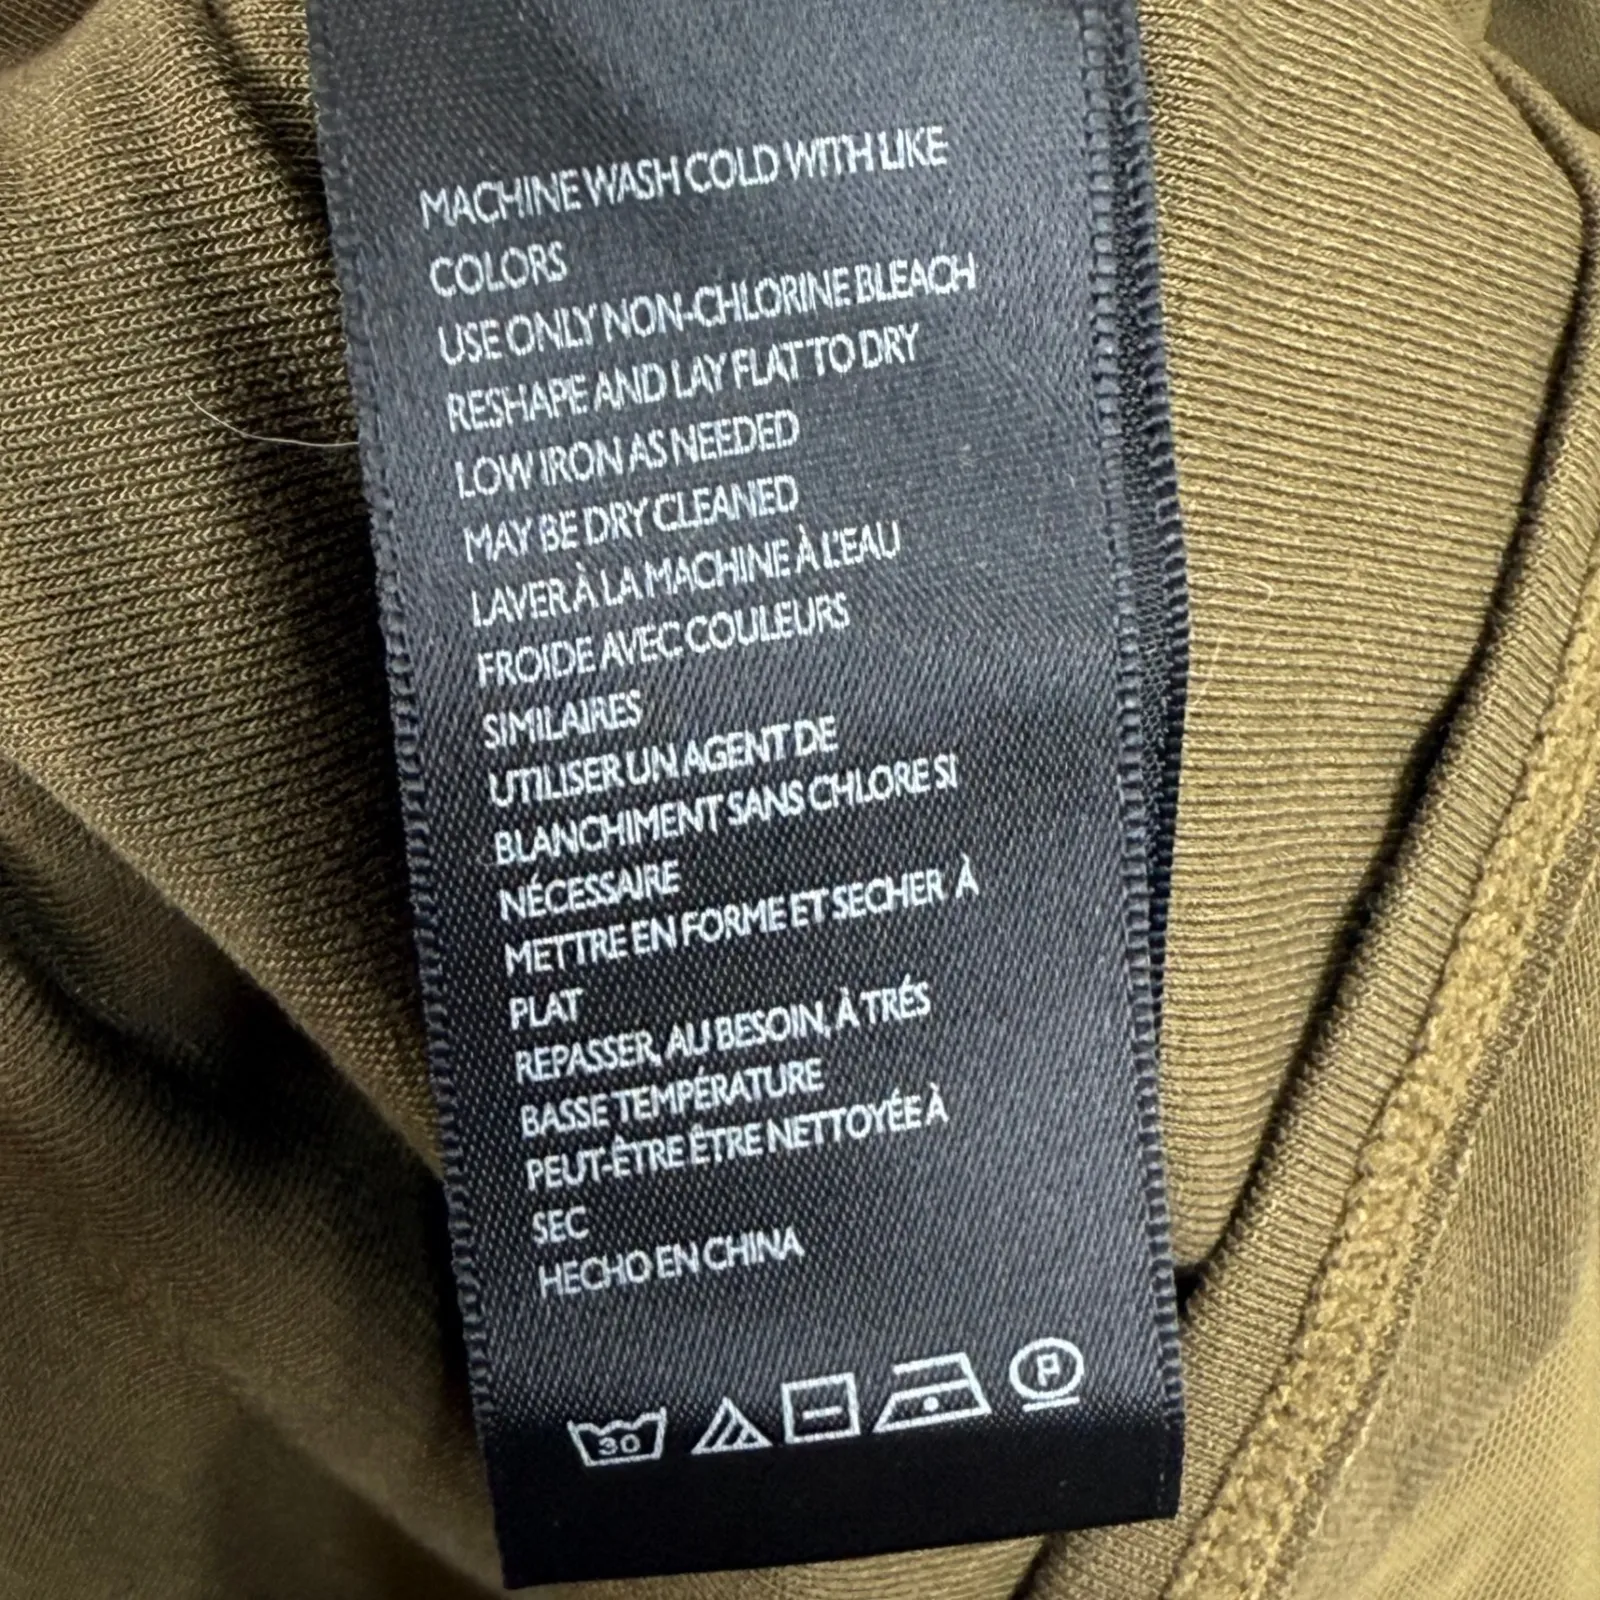 MACHINE WASH COLD WITH LIKE
COLORS
USE ONLY NON-CHLORINE BLEACH
RESHAPE AND LAY FLAT TO DRY
LOW IRON AS NEEDED
MAY BE DRY CLEANED
LAVER À LA MACHINE À L'EAU
FROIDE AVEC COULEURS
SIMILAIRES
UTILISER UN AGENT DE
BLANCHIMENT SANS CHLORE SI
NÉCESSAIRE
METTRE EN FORME ET SECHER À
PLAT
REPASSER, AU BESOIN, À TRÉS
BASSE TEMPÉRATURE
PEUT-ÊTRE ÊTRE NETTOYÉE À
SEC
HECHO EN CHINA
30 P